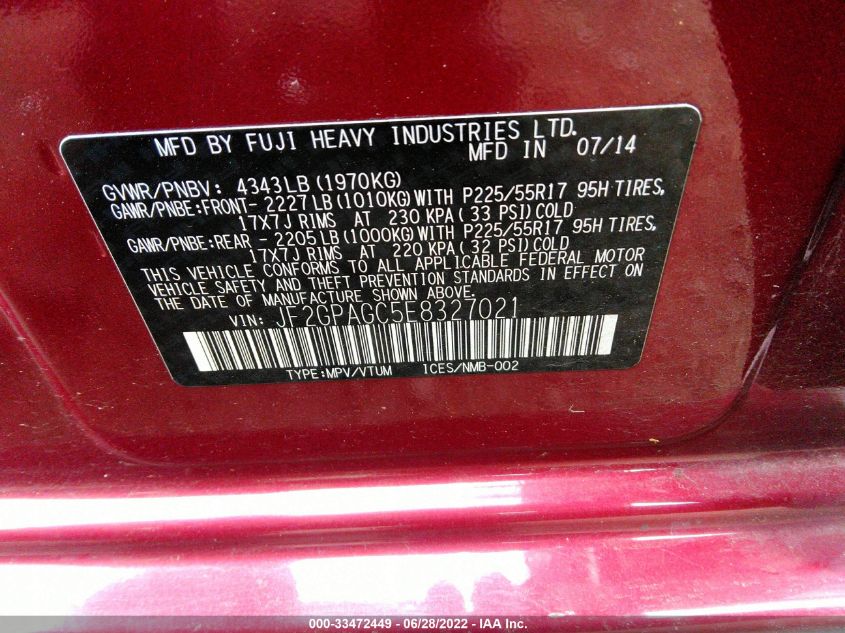 MFD BY FUJI HEAVY INDUSTRIES LTD.
MFD IN 07/14
GVWR/PNBV: 4343LB(1970KG)
GAWR/PNBE:FRONT-2227LB(1010KG)WITH P225/55R17 95H TIRES,
17X7J RIMS AT 230 KPA(33 PSI)COLD
GAWR/PNBE:REAR -2205LB(1000KG)WITH P225/55R17 95H TIRES,
17X7J RIMS AT 220 KPA(32 PSI)COLD
THIS VEHICLE CONFORMS TO ALL APPLICABLE FEDERAL MOTOR
VEHICLE SAFETY AND THEFT PREVENTION STANDARDS IN EFFECT ON
THE DATE OF MANUFACTURE SHOWN ABOVE.
VIN: JF2GPAGC5E8327021
TYPE:MPV/VTUM ICES/NMB-002
000-33472449 - 06/28/2022 - IAA Inc.